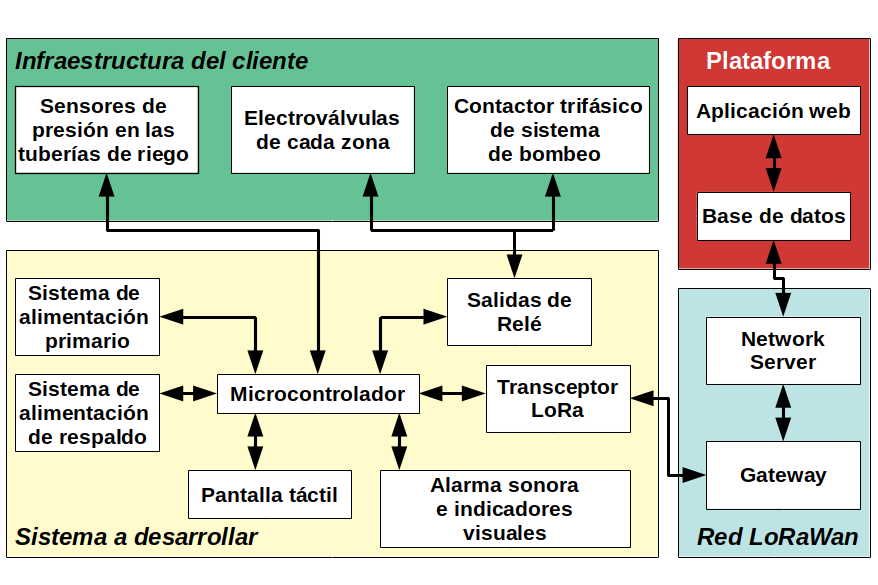 Infraestructura del cliente
Sensores de
presión en las
tuberías de riego
Electroválvulas
de cada zona
Contactor trifásico
de sistema
de bombeo
Plataforma
Aplicación web
Base de datos
Sistema de
alimentación
primario
Salidas de
Relé
Sistema de
alimentación
de respaldo
Microcontrolador
Transceptor
LoRa
Pantalla táctil
Alarma sonora
e indicadores
visuales
Sistema a desarrollar
Network
Server
Gateway
Red LoRaWan